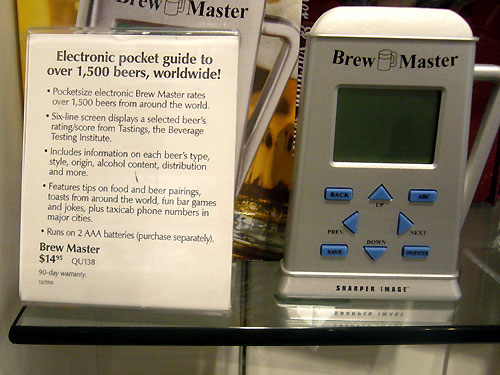 Brew Master
Electronic pocket guide to
over 1,500 beers, worldwide!
• Pocketsize electronic Brew Master rates
over 1,500 beers from around the world.
• Six-line screen displays a selected beer's
rating/score from Tastings, the Beverage
Testing Institute.
• Includes information on each beer's type,
style, origin, alcohol content, distribution
and more.
• Features tips on food and beer pairings,
toasts from around the world, fun bar games
and jokes, plus taxicab phone numbers in
major cities.
• Runs on 2 AAA batteries (purchase separately).
Brew Master
$14⁹⁵ QU138
90-day warranty.
Brew Master
BACK
ABC
UP
PREV
NEXT
DOWN
SAVE
ON/ENTER
SHARPER IMAGE